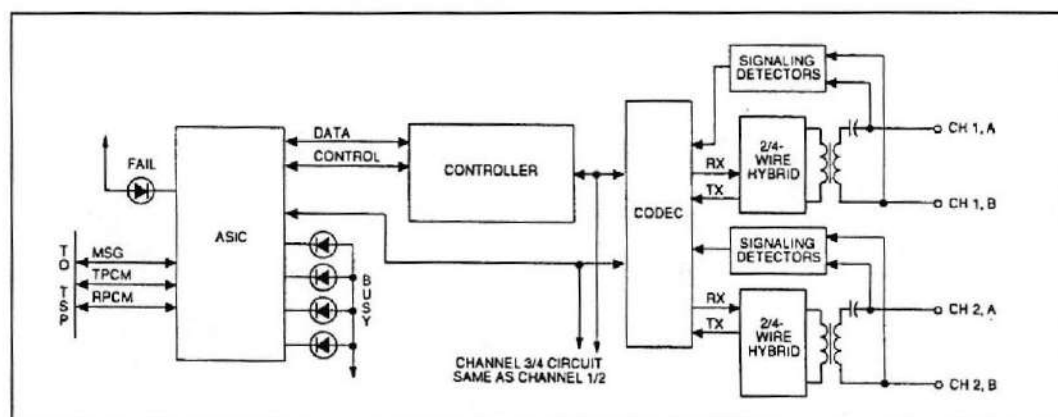 SIGNALING
DETECTORS
CH 1, A
DATA
FAIL
CONTROL
CONTROLLER
RX
2/4-
WIRE
HYBRID
TX
CODEC
CH 1, B
ASIC
SIGNALING
DETECTORS
TO TSP
MSG
TPCM
RPCM
BUSY
RX
TX
2/4-
WIRE
HYBRID
CH 2, A
CHANNEL 3/4 CIRCUIT
SAME AS CHANNEL 1/2
CH 2, B